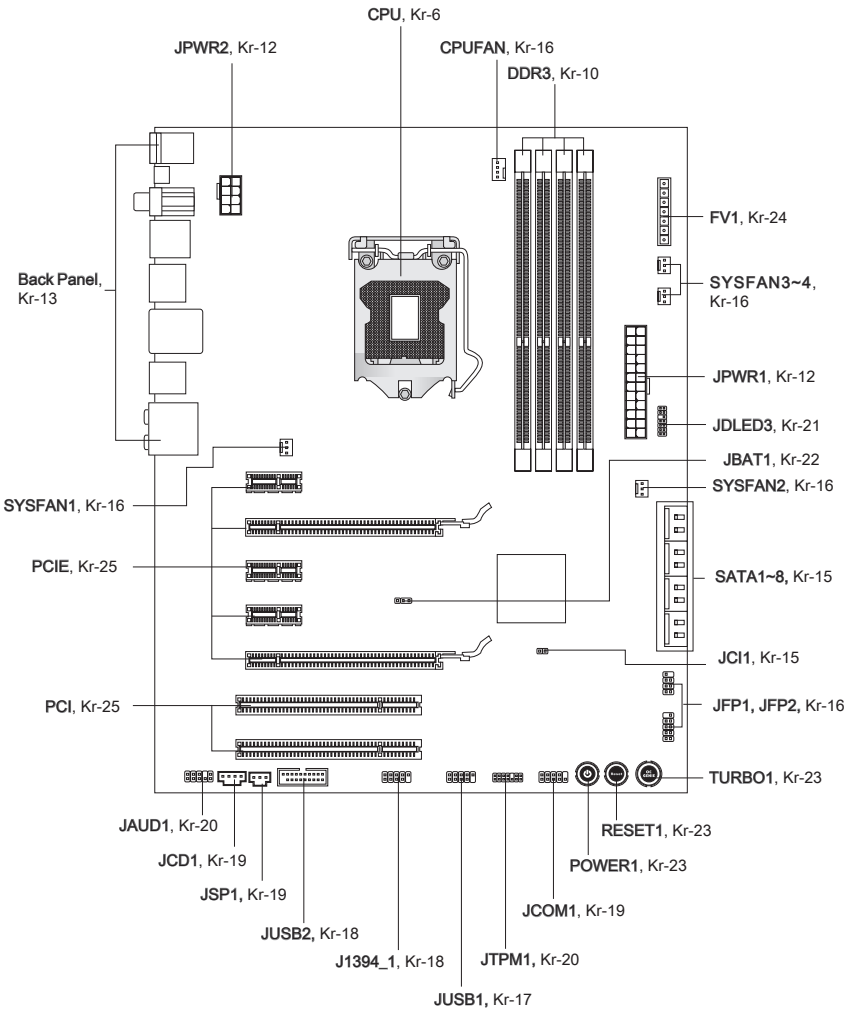 CPU, Kr-6
JPWR2, Kr-12
CPUFAN, Kr-16
DDR3, Kr-10
FV1, Kr-24
Back Panel,
Kr-13
SYSFAN3~4,
Kr-16
JPWR1, Kr-12
JDLED3, Kr-21
JBAT1, Kr-22
SYSFAN2, Kr-16
SYSFAN1, Kr-16
PCIE, Kr-25
SATA1~8, Kr-15
JCI1, Kr-15
PCI, Kr-25
JFP1, JFP2, Kr-16
Reset
OC
GENIE
TURBO1, Kr-23
JAUD1, Kr-20
RESET1, Kr-23
JCD1, Kr-19
POWER1, Kr-23
JSP1, Kr-19
JCOM1, Kr-19
JUSB2, Kr-18
J1394_1, Kr-18
JTPM1, Kr-20
JUSB1, Kr-17